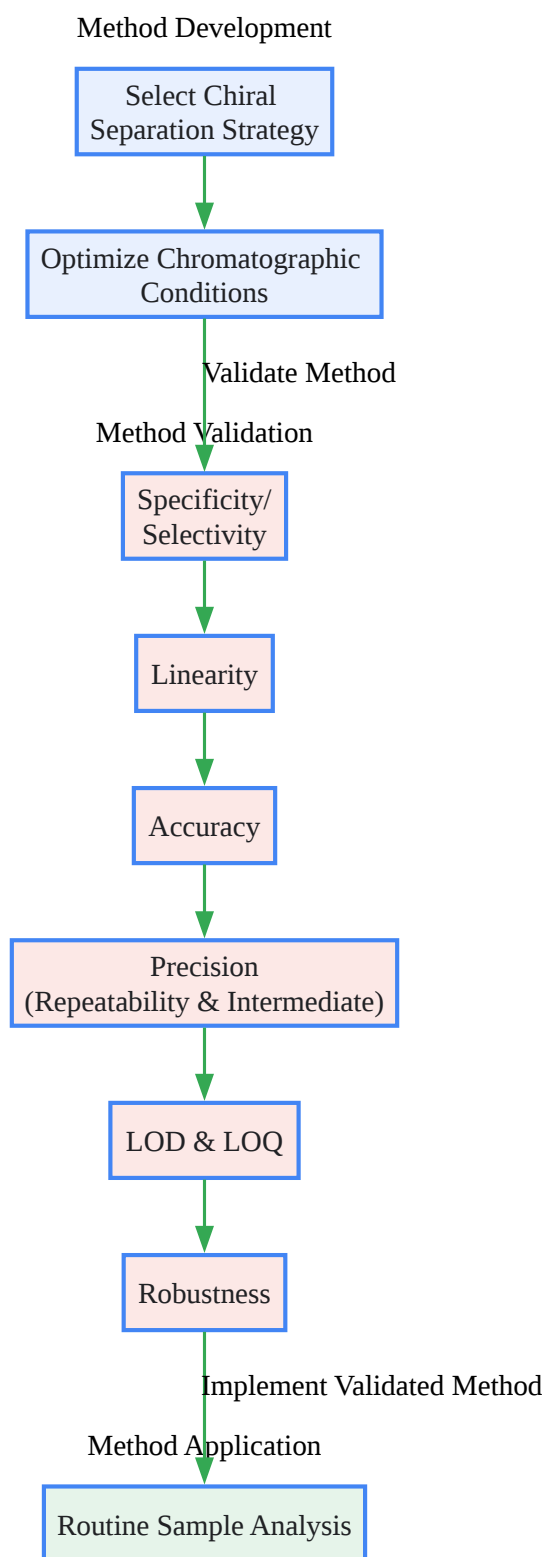 Method Development
Select Chiral
Separation Strategy
Optimize Chromatographic
Conditions
Validate Method
Method Validation
Specificity/
Selectivity
Linearity
Accuracy
Precision
(Repeatability & Intermediate)
LOD & LOQ
Robustness
Implement Validated Method
Method Application
Routine Sample Analysis